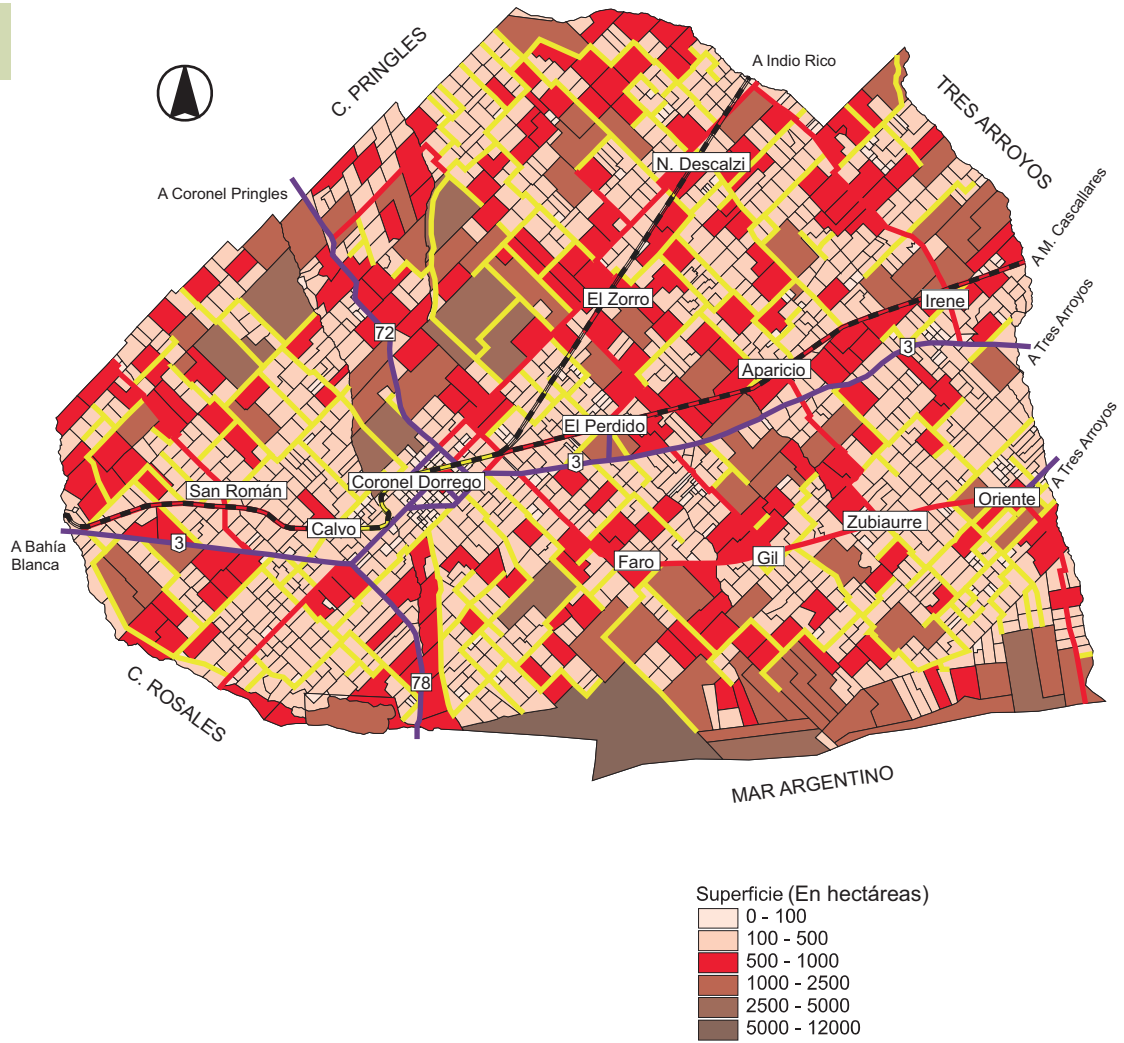 C. PRINGLES
A Indio Rico
TRES ARROYOS
N. Descalzi
A Coronel Pringles
A M. Cascallares
El Zorro
Irene
72
3
A Tres Arroyos
Aparicio
El Perdido
3
A Tres Arroyos
Coronel Dorrego
San Román
Oriente
Calvo
Zubiaurre
A Bahía
Blanca
3
Gil
Faro
C. ROSALES
78
MAR ARGENTINO
Superficie (En hectáreas)
0 - 100
100 - 500
500 - 1000
1000 - 2500
2500 - 5000
5000 - 12000